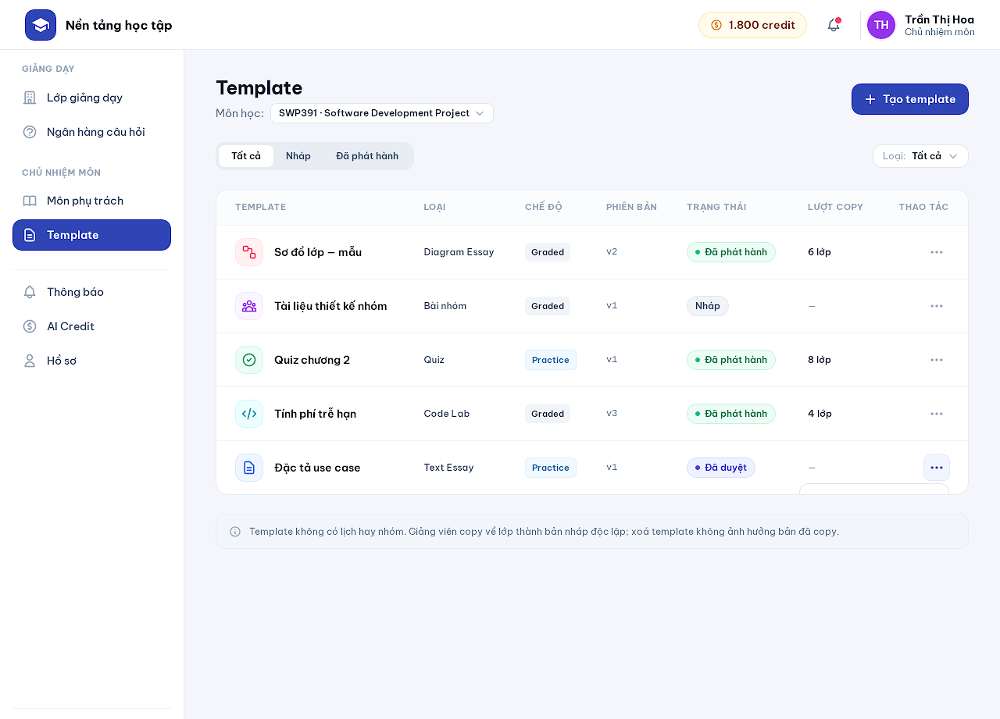 Nền tảng học tập
1.800 credit
TH
Trần Thị Hoa
Chủ nhiệm môn
GIẢNG DẠY
Lớp giảng dạy
Ngân hàng câu hỏi
CHỦ NHIỆM MÔN
Môn phụ trách
Template
Thông báo
AI Credit
Hồ sơ
Template
Môn học: SWP391 · Software Development Project
Tạo template
Tất cả Nháp Đã phát hành
Loại: Tất cả
TEMPLATE LOẠI CHẾ ĐỘ PHIÊN BẢN TRẠNG THÁI LƯỢT COPY THAO TÁC
Sơ đồ lớp — mẫu Diagram Essay Graded v2 Đã phát hành 6 lớp
Tài liệu thiết kế nhóm Bài nhóm Graded v1 Nháp —
Quiz chương 2 Quiz Practice v1 Đã phát hành 8 lớp
Tính phí trễ hạn Code Lab Graded v3 Đã phát hành 4 lớp
Đặc tả use case Text Essay Practice v1 Đã duyệt —
Template không có lịch hay nhóm. Giảng viên copy về lớp thành bản nháp độc lập; xoá template không ảnh hưởng bản đã copy.